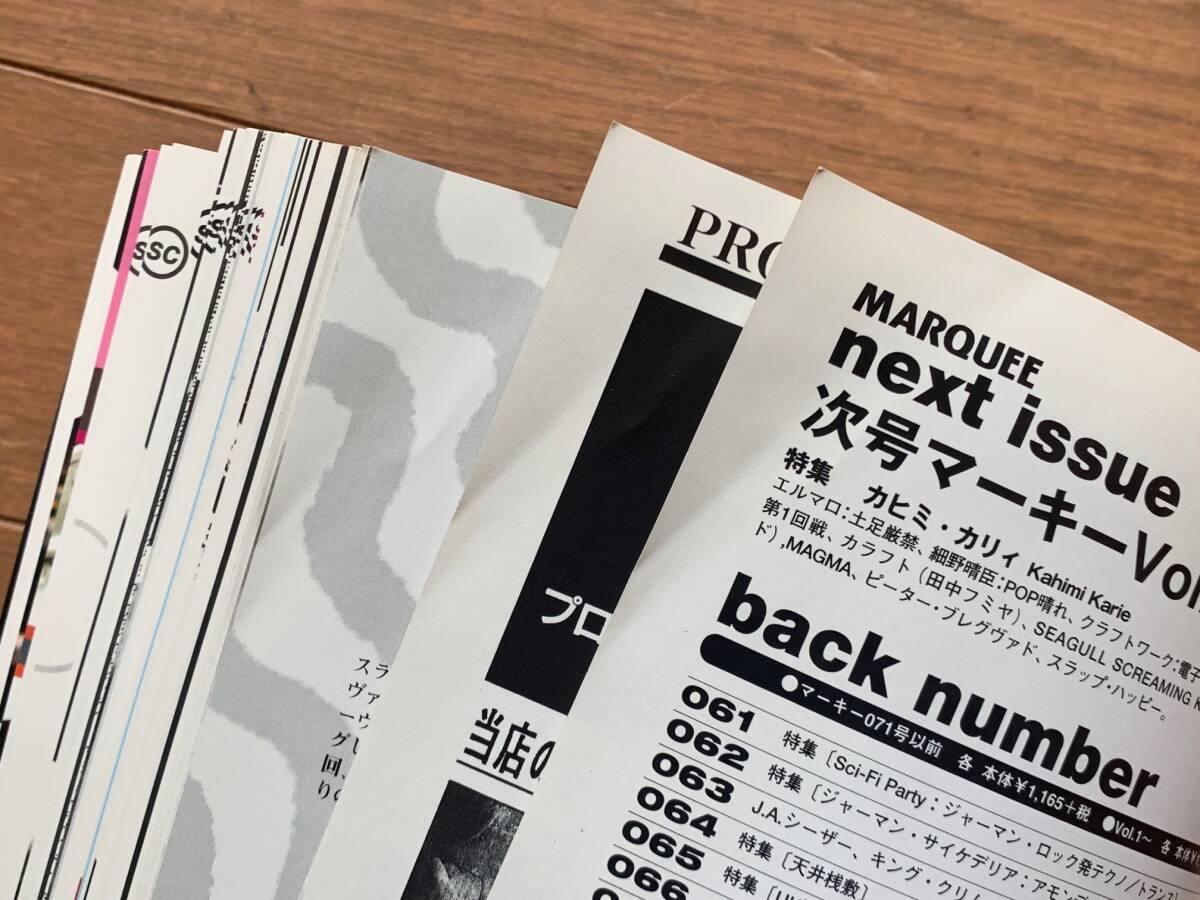 SSC
スラ
ヴァ
ーヴ
グし
回、
りの
PRO
プロ
当店の
MARQUEE
next issue
次号マーキーVol
特集 カヒミ・カリィ Kahimi Karie
エルマロ:土足厳禁、細野晴臣:POP晴れ、クラフトワーク:電子
第1回戦、カラフト(田中フミヤ)、SEAGULL SCREAMING K
ド),MAGMA、ピーター・ブレグヴァド、スラップ・ハッピー。
back number
●マーキー071号以前 各 本体¥1,165+税 ●Vol.1〜 各 本体¥
061 特集[Sci-Fi Party:ジャーマン・ロック発テクノ/トランス
062 特集[ジャーマン・サイケデリア:アモンデ
063 J.A.シーザー、キング・クリム
064 特集[天井桟敷]
065 特集
066